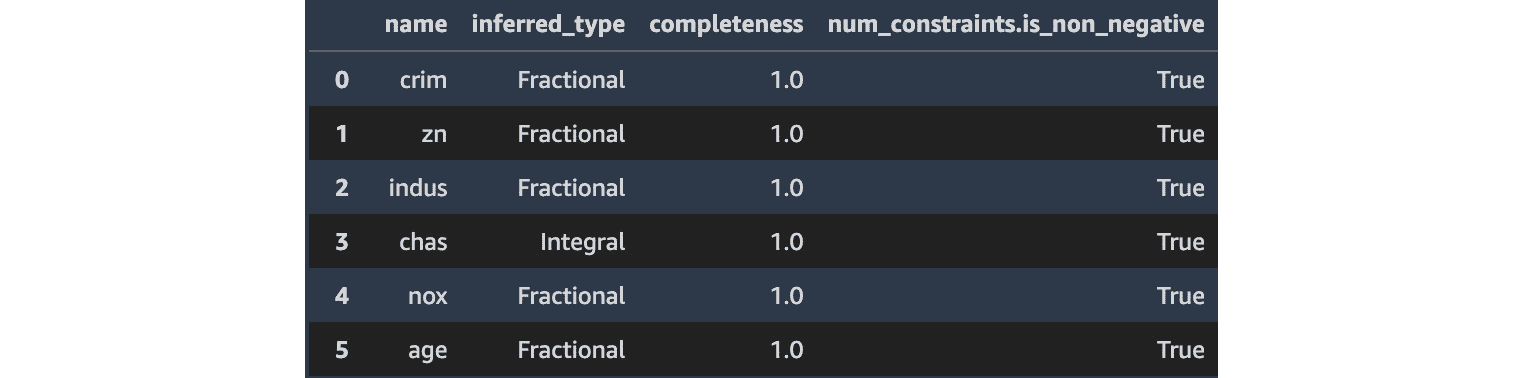 name inferred_type completeness num_constraints.is_non_negative
0 crim Fractional 1.0 True
1 zn Fractional 1.0 True
2 indus Fractional 1.0 True
3 chas Integral 1.0 True
4 nox Fractional 1.0 True
5 age Fractional 1.0 True